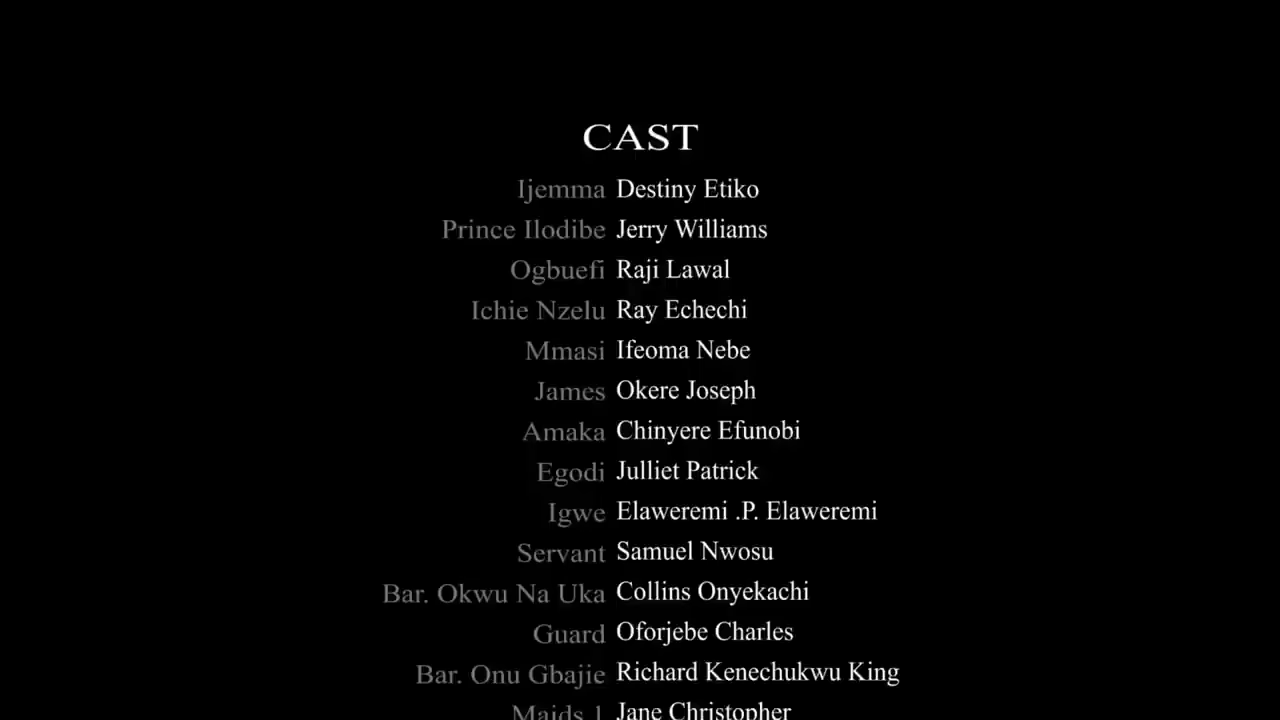 CAST
Ijemma Destiny Etiko
Prince Ilodibe Jerry Williams
Ogbuefi Raji Lawal
Ichie Nzelu Ray Echechi
Mmasi Ifeoma Nebe
James Okere Joseph
Amaka Chinyere Efunobi
Egodi Julliet Patrick
Igwe Elaweremi .P. Elaweremi
Servant Samuel Nwosu
Bar. Okwu Na Uka Collins Onyekachi
Guard Oforjebe Charles
Bar. Onu Gbajie Richard Kenechukwu King
Maids 1 Jane Christopher